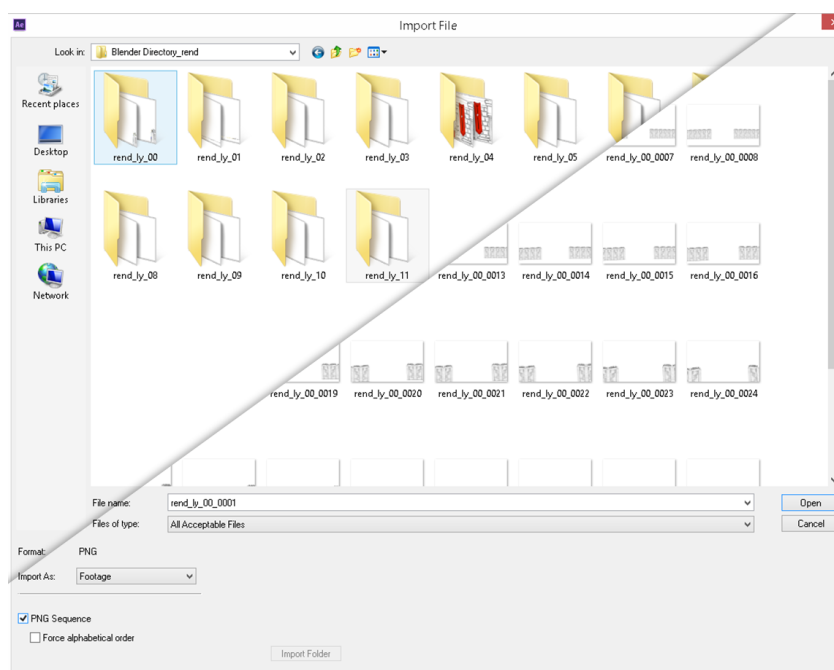 Ae
Import File
Look in:
Blender Directory_rend
Recent places
Desktop
Libraries
This PC
Network
rend_ly_00
rend_ly_01
rend_ly_02
rend_ly_03
rend_ly_04
rend_ly_05
rend_ly_00_0007
rend_ly_00_0008
rend_ly_08
rend_ly_09
rend_ly_10
rend_ly_11
rend_ly_00_0013
rend_ly_00_0014
rend_ly_00_0015
rend_ly_00_0016
rend_ly_00_0019
rend_ly_00_0020
rend_ly_00_0021
rend_ly_00_0022
rend_ly_00_0023
rend_ly_00_0024
File name:
rend_ly_00_0001
Open
Files of type:
All Acceptable Files
Cancel
Format:
PNG
Import As:
Footage
PNG Sequence
Force alphabetical order
Import Folder